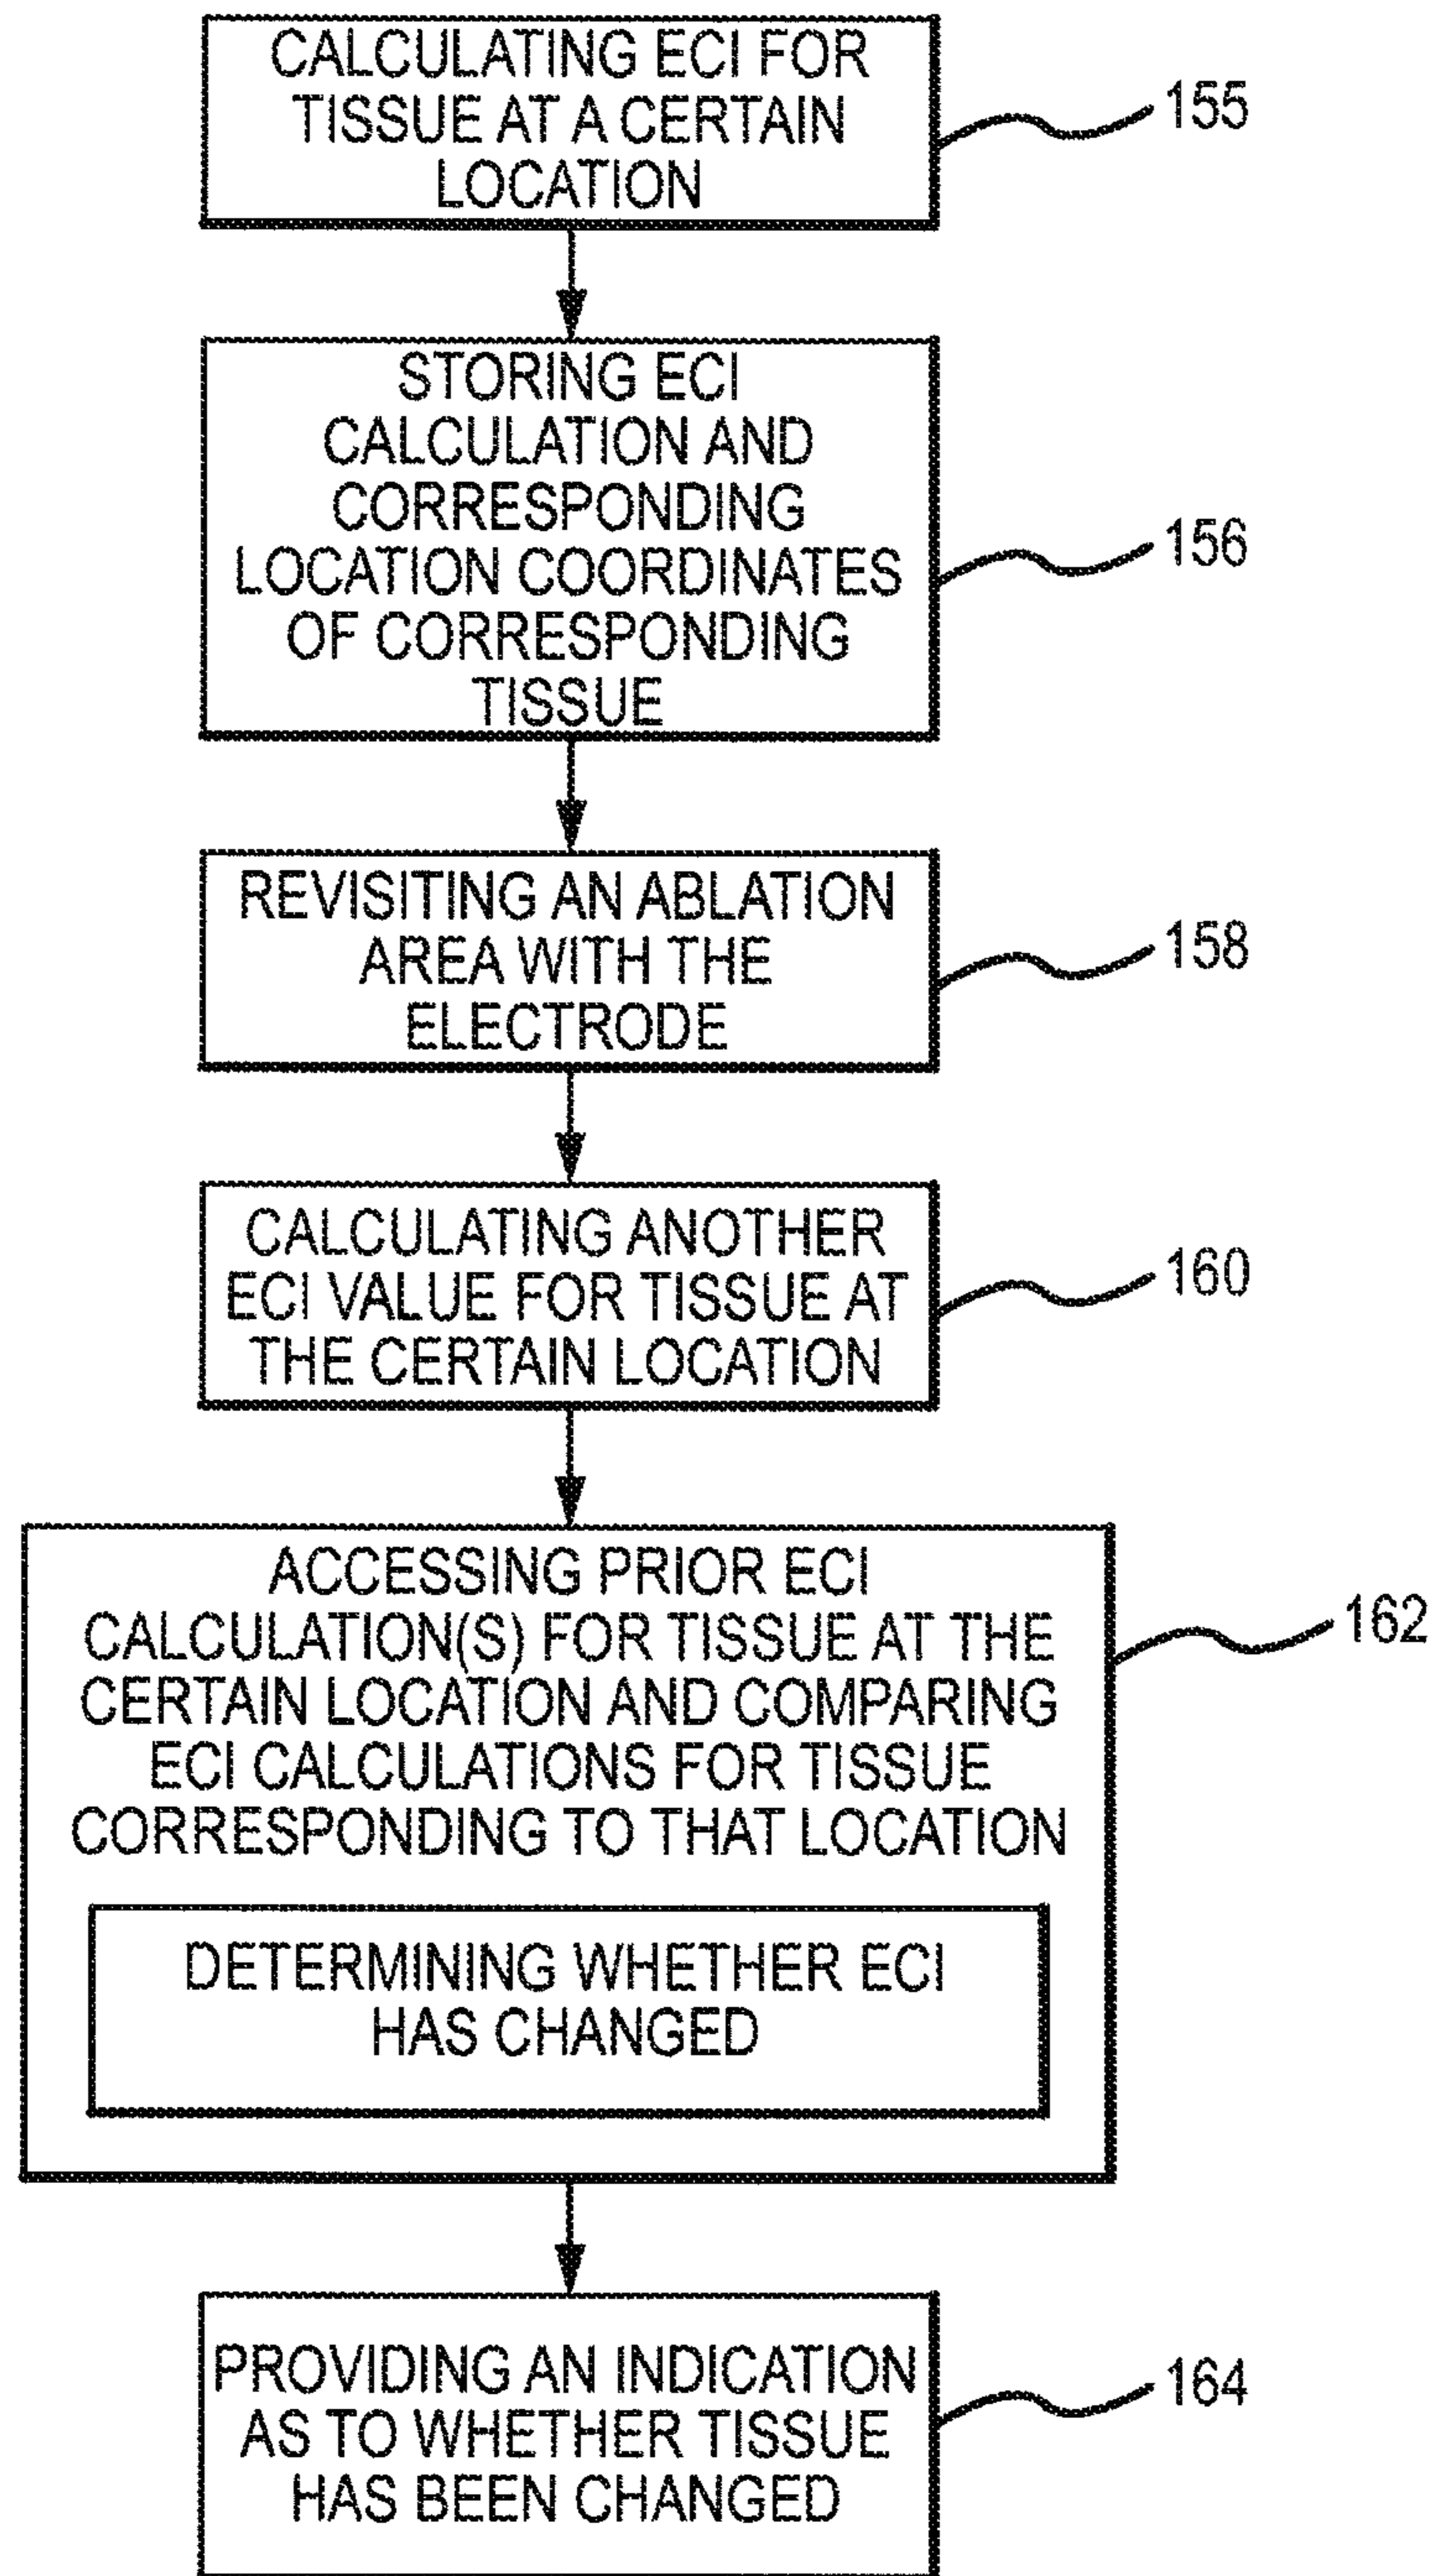 CALCULATING ECI FOR
TISSUE AT A CERTAIN
LOCATION
155
STORING ECI
CALCULATION AND
CORRESPONDING
LOCATION COORDINATES
OF CORRESPONDING
TISSUE
156
REVISITING AN ABLATION
AREA WITH THE
ELECTRODE
158
CALCULATING ANOTHER
ECI VALUE FOR TISSUE AT
THE CERTAIN LOCATION
160
ACCESSING PRIOR ECI
CALCULATION(S) FOR TISSUE AT THE
CERTAIN LOCATION AND COMPARING
ECI CALCULATIONS FOR TISSUE
CORRESPONDING TO THAT LOCATION
162
DETERMINING WHETHER ECI
HAS CHANGED
PROVIDING AN INDICATION
AS TO WHETHER TISSUE
HAS BEEN CHANGED
164